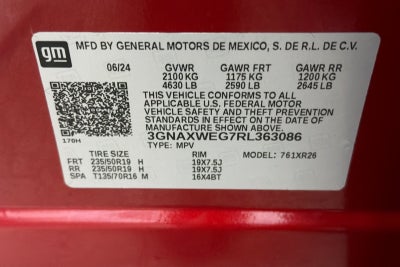 gm
MFD BY GENERAL MOTORS DE MEXICO, S. DE R.L. DE C.V.
06/24 GVWR GAWR FRT GAWR RR
2100 KG 1175 KG 1200 KG
4630 LB 2590 LB 2645 LB
THIS VEHICLE CONFORMS TO ALL
APPLICABLE U.S. FEDERAL MOTOR
VEHICLE SAFETY AND THEFT PREVENTION
STANDARDS IN EFFECT ON THE DATE OF
MANUFACTURE SHOWN ABOVE.
3GNAXWEG7RL363086
170H TYPE: MPV MODEL: 761XR26
TIRE SIZE RIM
FRT 235/50R19 H 19X7.5J
RR 235/50R19 H 19X7.5J
SPA T135/70R16 M 16X4BT